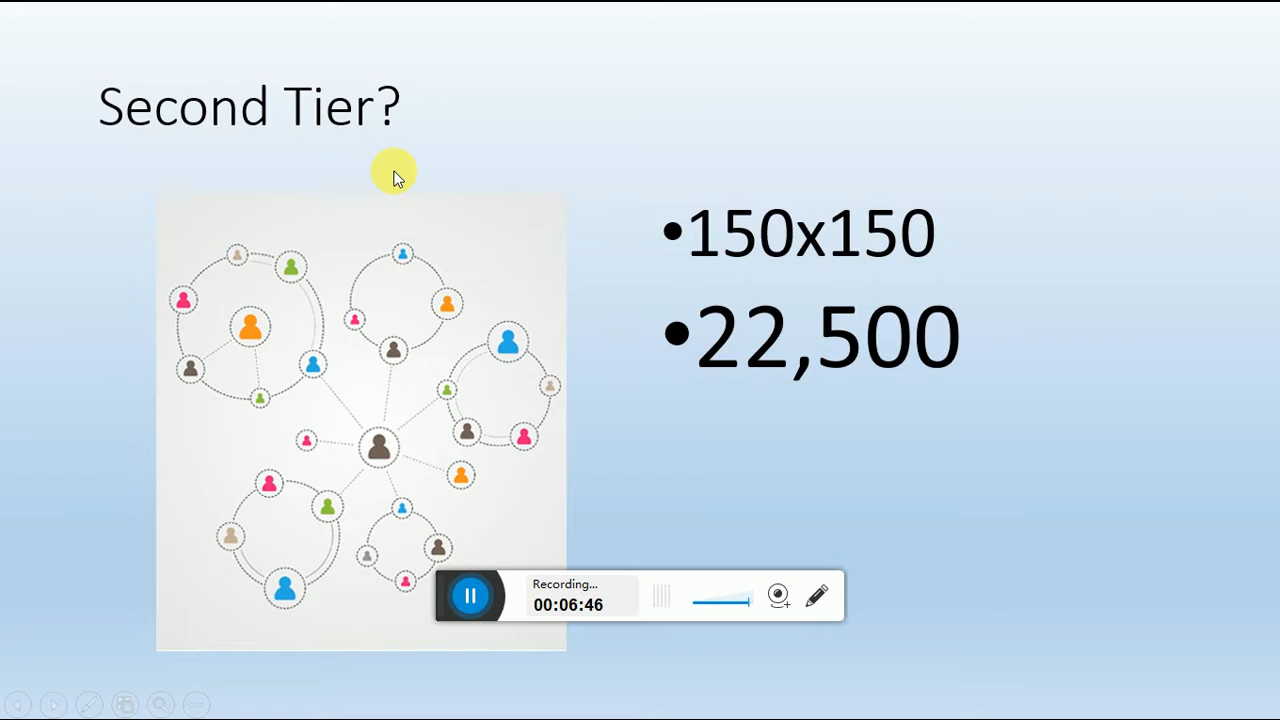 Second Tier?
•150x150
•22,500
Recording...
00:06:46